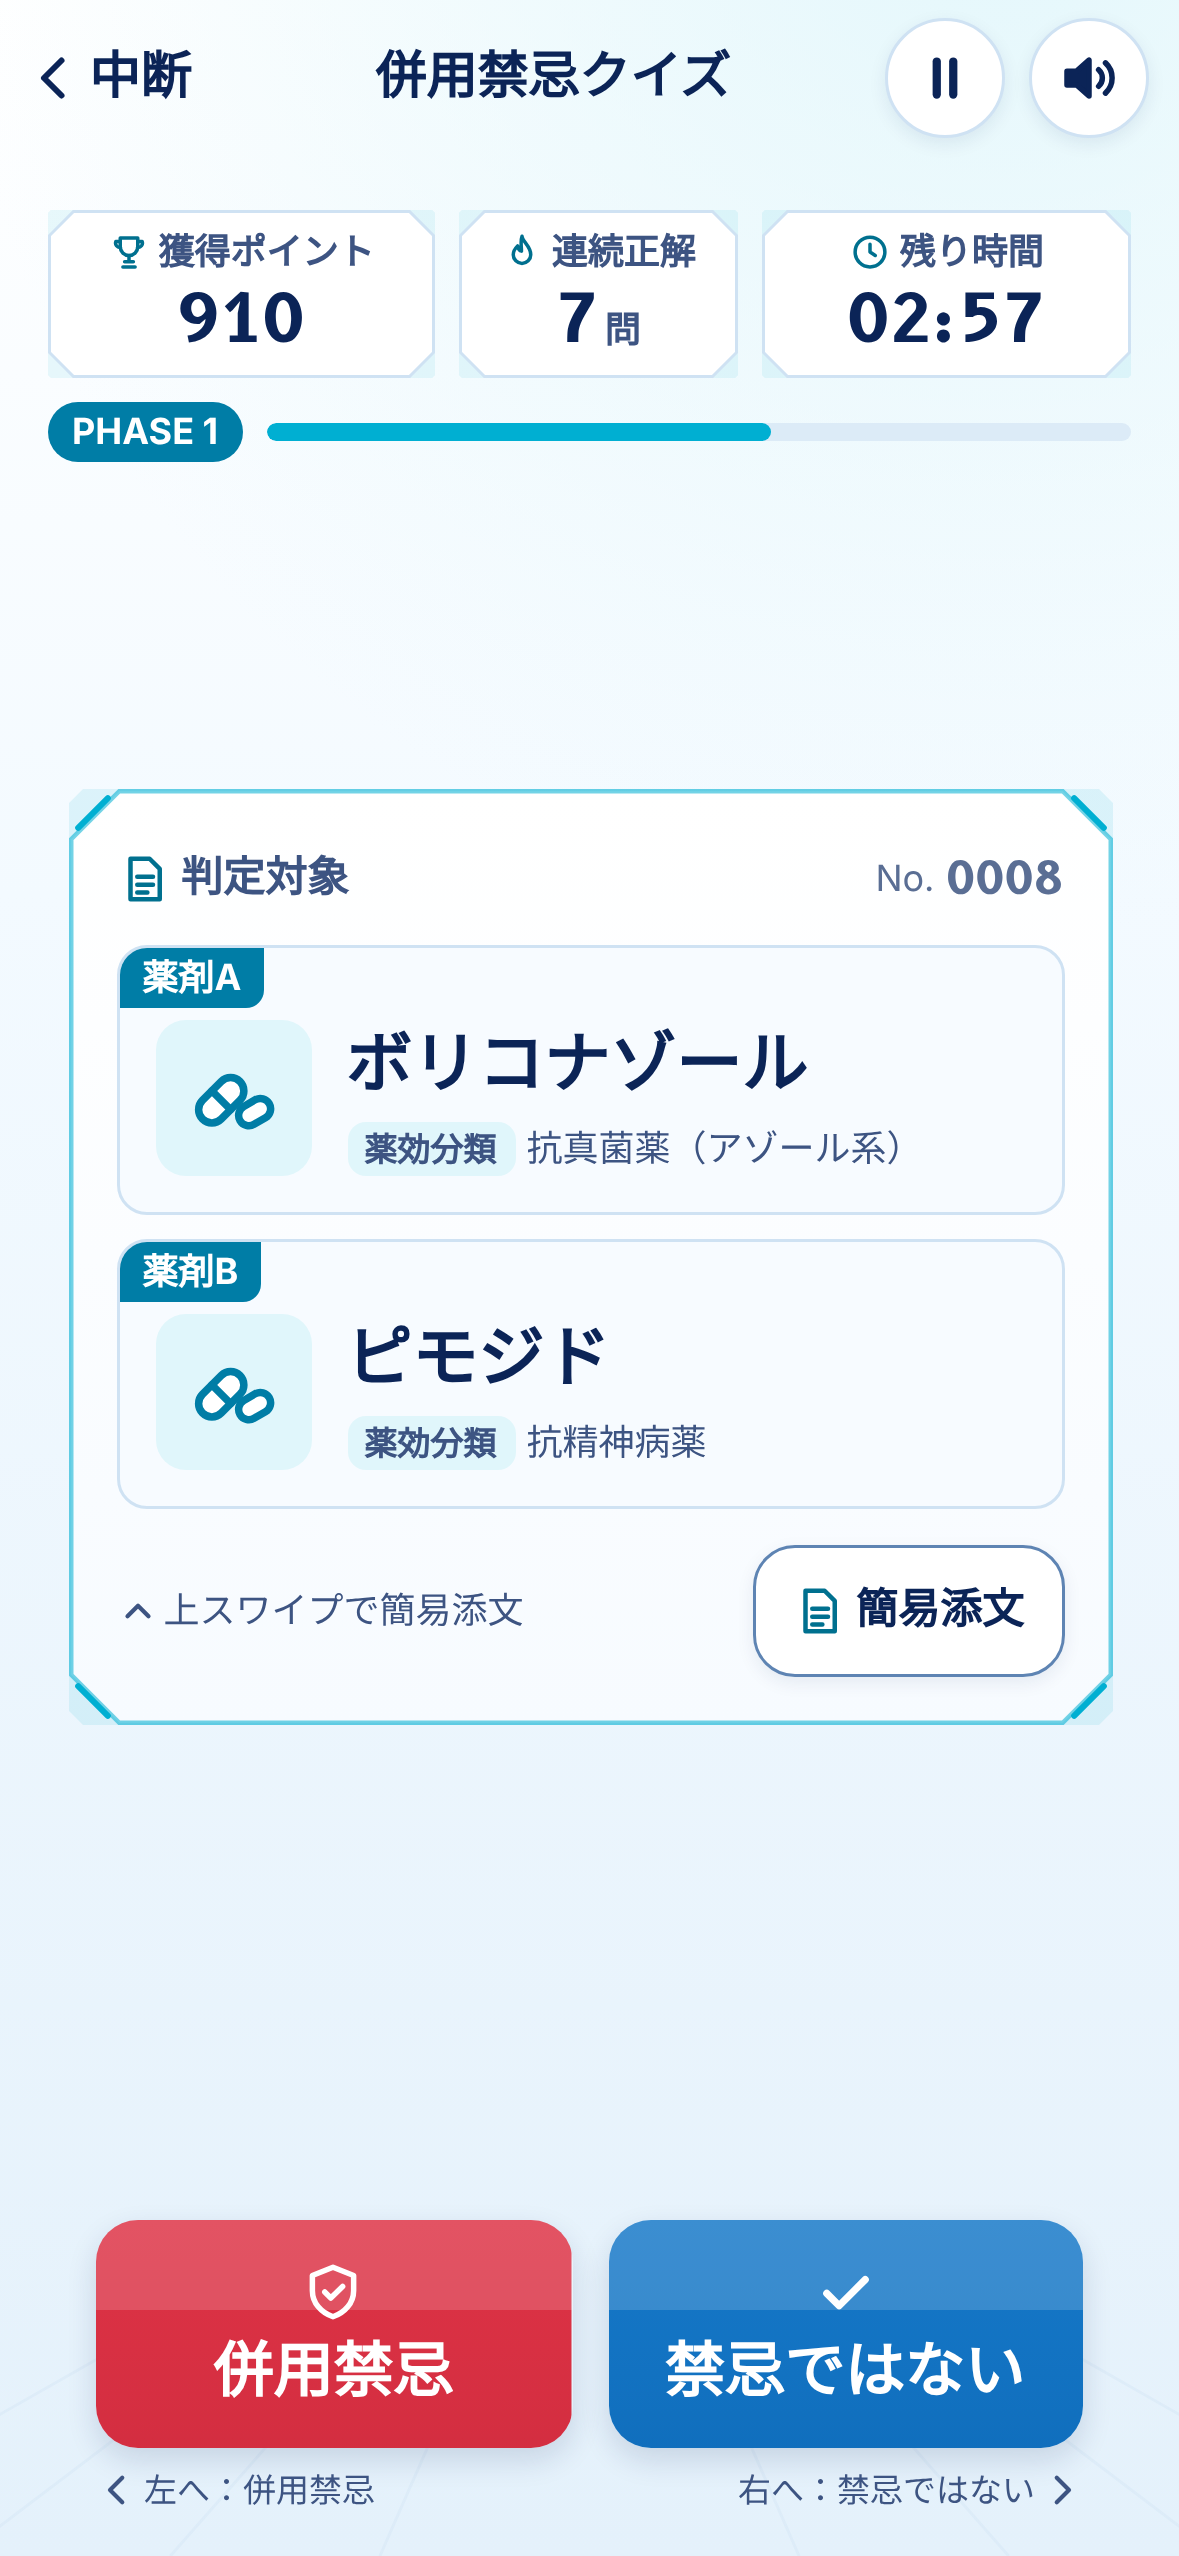 中断
併用禁忌クイズ
獲得ポイント
910
連続正解
7問
残り時間
02:57
PHASE 1
判定対象
No. 0008
薬剤A
ボリコナゾール
薬効分類 抗真菌薬（アゾール系）
薬剤B
ピモジド
薬効分類 抗精神病薬
上スワイプで簡易添文
簡易添文
併用禁忌
禁忌ではない
左へ：併用禁忌
右へ：禁忌ではない